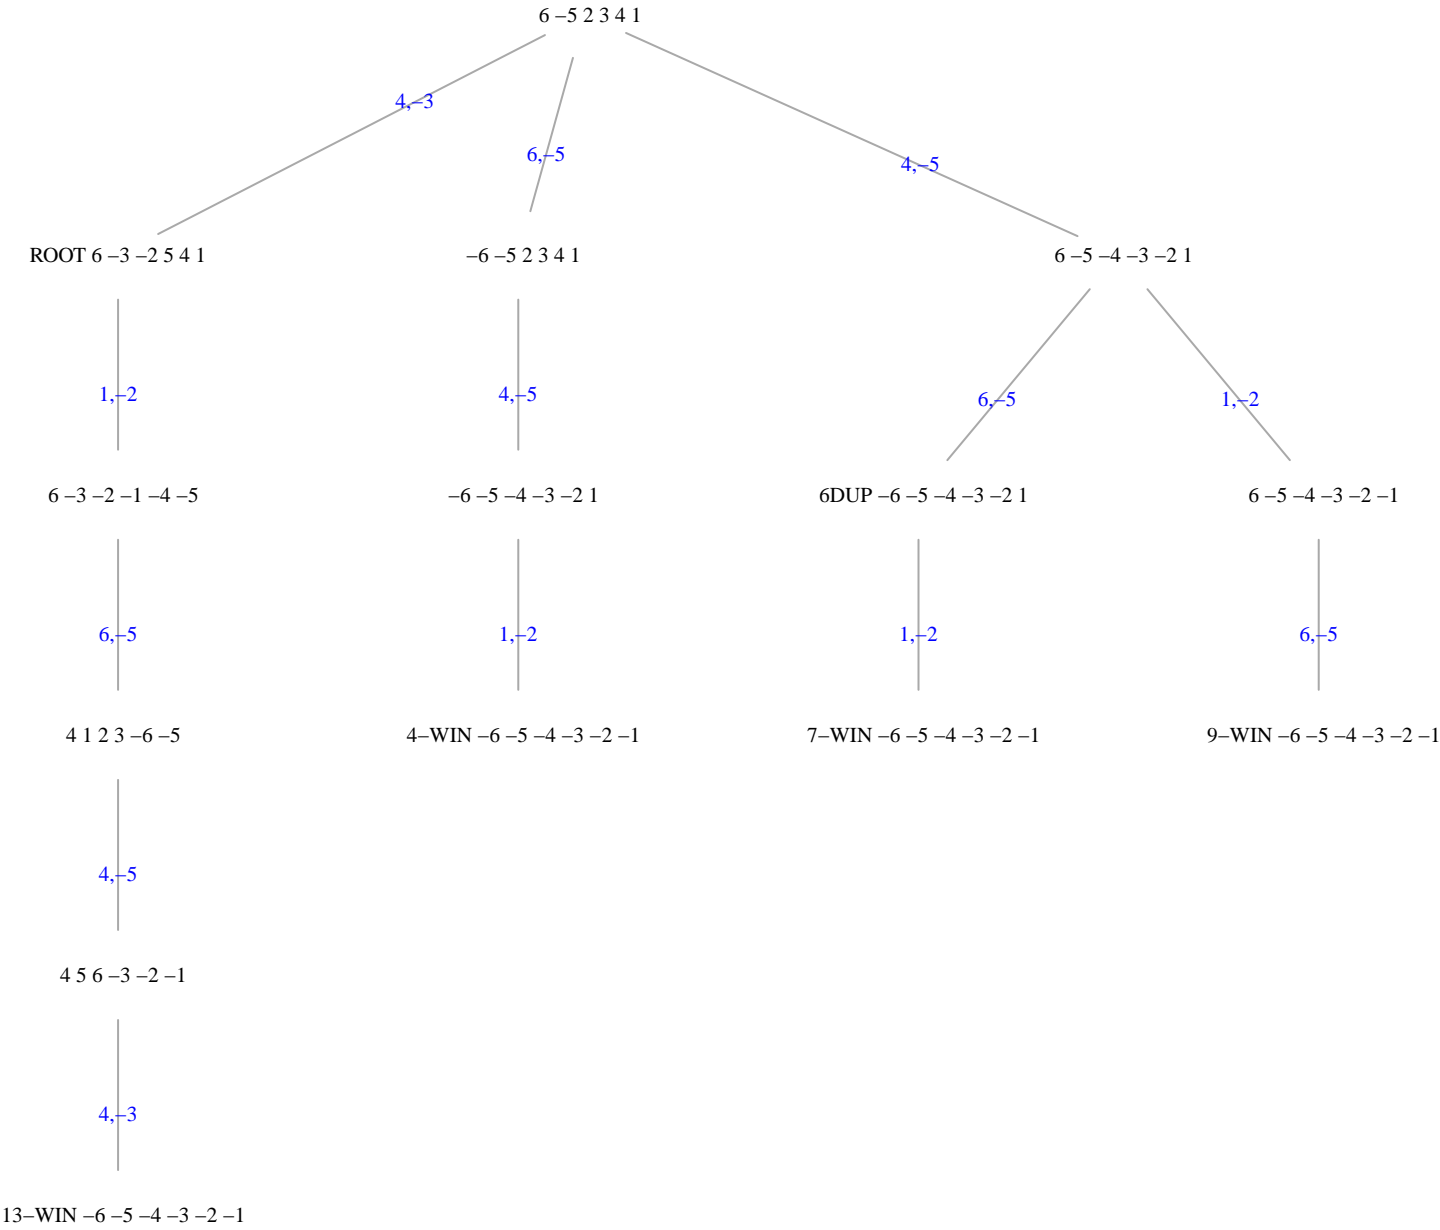 6 –5 2 3 4 1
4,–3
6,–5
4,–5
ROOT 6 –3 –2 5 4 1
–6 –5 2 3 4 1
6 –5 –4 –3 –2 1
1,–2
4,–5
6,–5
1,–2
6 –3 –2 –1 –4 –5
–6 –5 –4 –3 –2 1
6DUP –6 –5 –4 –3 –2 1
6 –5 –4 –3 –2 –1
6,–5
1,–2
1,–2
6,–5
4 1 2 3 –6 –5
4–WIN –6 –5 –4 –3 –2 –1
7–WIN –6 –5 –4 –3 –2 –1
9–WIN –6 –5 –4 –3 –2 –1
4,–5
4 5 6 –3 –2 –1
4,–3
13–WIN –6 –5 –4 –3 –2 –1